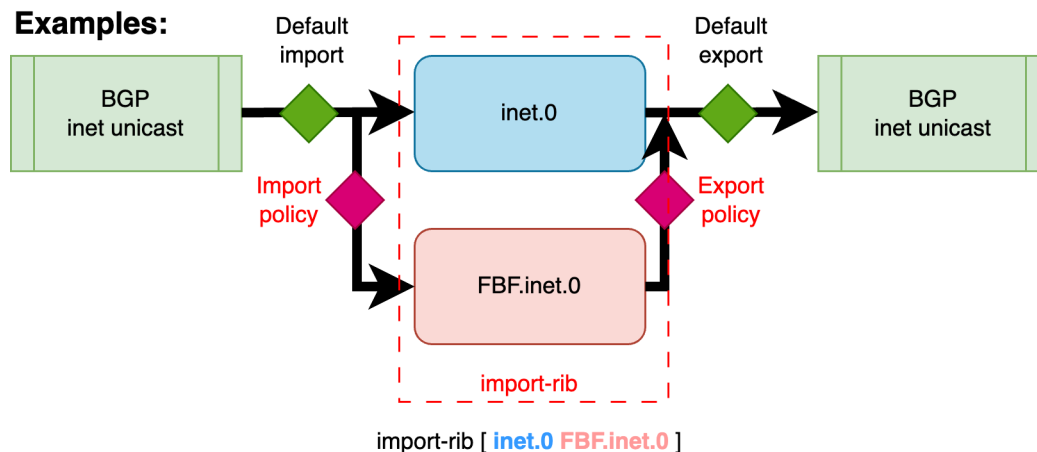 Examples:
Default
import
Default
export
BGP
inet unicast
inet.0
BGP
inet unicast
Import
policy
Export
policy
FBF.inet.0
import-rib
import-rib [ inet.0 FBF.inet.0 ]